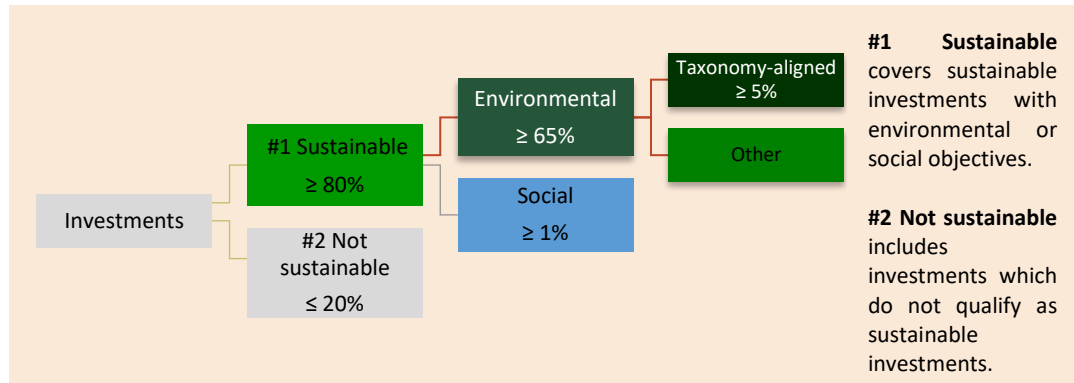 Investments
#1 Sustainable
≥ 80%
#2 Not
sustainable
≤ 20%
Environmental
≥ 65%
Social
≥ 1%
Taxonomy-aligned
≥ 5%
Other
#1 Sustainable
covers sustainable
investments with
environmental or
social objectives.
#2 Not sustainable
includes
investments which
do not qualify as
sustainable
investments.